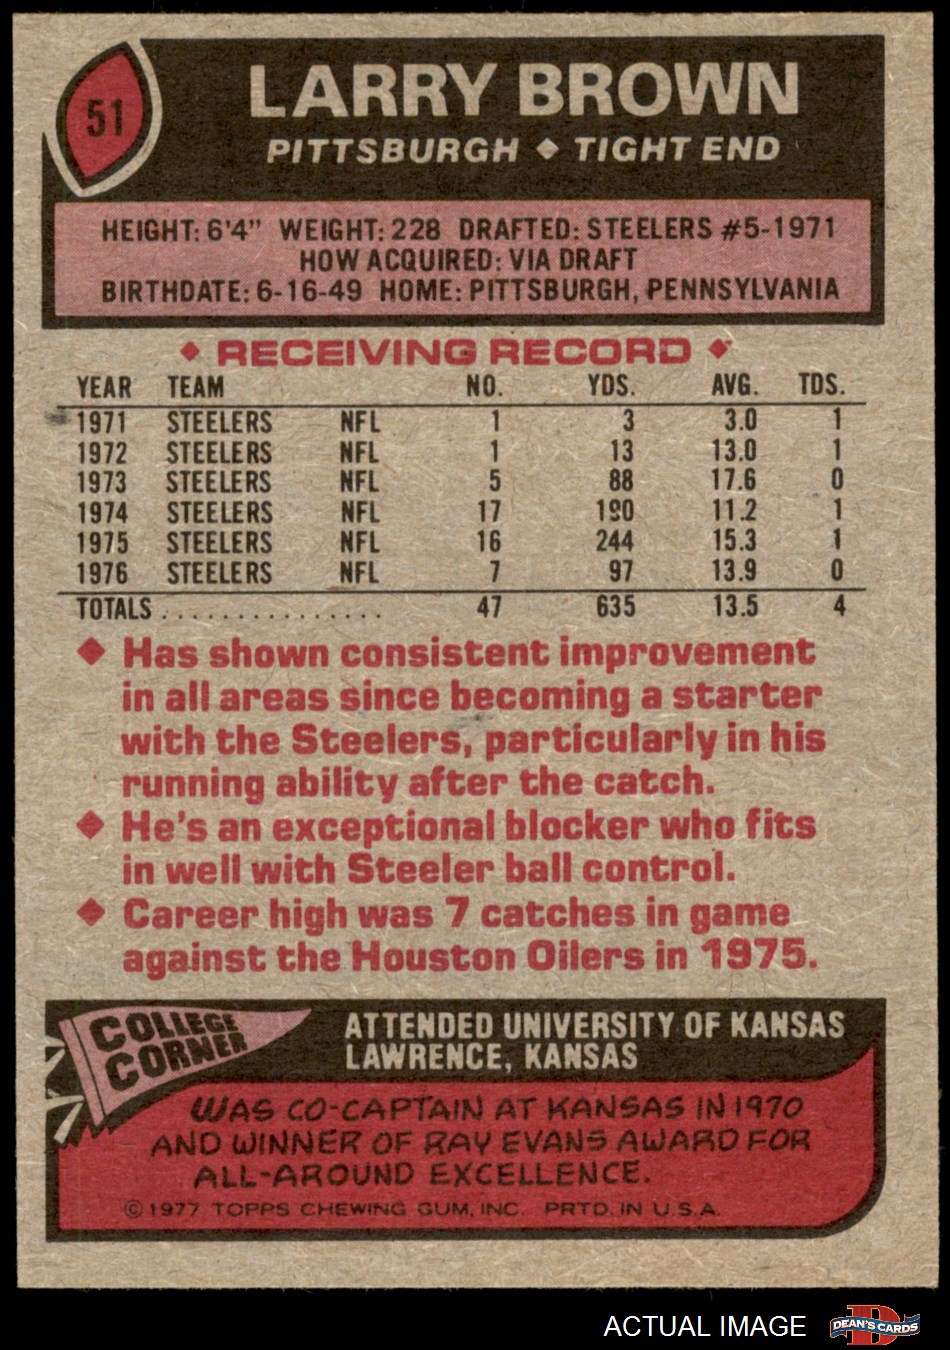 51
LARRY BROWN
PITTSBURGH ◆ TIGHT END
HEIGHT: 6'4" WEIGHT: 228 DRAFTED: STEELERS #5-1971
HOW ACQUIRED: VIA DRAFT
BIRTHDATE: 6-16-49 HOME: PITTSBURGH, PENNSYLVANIA
◆ RECEIVING RECORD ◆
YEAR TEAM NO. YDS. AVG. TDS.
1971 STEELERS NFL 1 3 3.0 1
1972 STEELERS NFL 1 13 13.0 1
1973 STEELERS NFL 5 88 17.6 0
1974 STEELERS NFL 17 190 11.2 1
1975 STEELERS NFL 16 244 15.3 1
1976 STEELERS NFL 7 97 13.9 0
TOTALS . . . . . . . . . . . . . . . . 47 635 13.5 4
◆ Has shown consistent improvement
in all areas since becoming a starter
with the Steelers, particularly in his
running ability after the catch.
◆ He's an exceptional blocker who fits
in well with Steeler ball control.
◆ Career high was 7 catches in game
against the Houston Oilers in 1975.
COLLEGE
CORNER
ATTENDED UNIVERSITY OF KANSAS
LAWRENCE, KANSAS
WAS CO-CAPTAIN AT KANSAS IN 1970
AND WINNER OF RAY EVANS AWARD FOR
ALL-AROUND EXCELLENCE.
© 1977 TOPPS CHEWING GUM, INC. PRTD. IN U.S.A.
ACTUAL IMAGE
D
DEAN'S CARDS